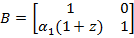 B = [ 1 0
α₁(1 + z) 1 ]